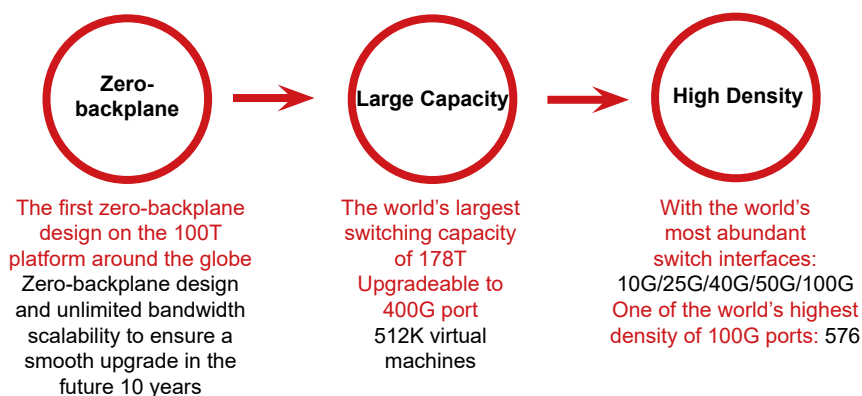 Zero-
backplane
Large Capacity
High Density
The first zero-backplane
design on the 100T
platform around the globe
Zero-backplane design
and unlimited bandwidth
scalability to ensure a
smooth upgrade in the
future 10 years
The world’s largest
switching capacity
of 178T
Upgradeable to
400G port
512K virtual
machines
With the world’s
most abundant
switch interfaces:
10G/25G/40G/50G/100G
One of the world’s highest
density of 100G ports: 576